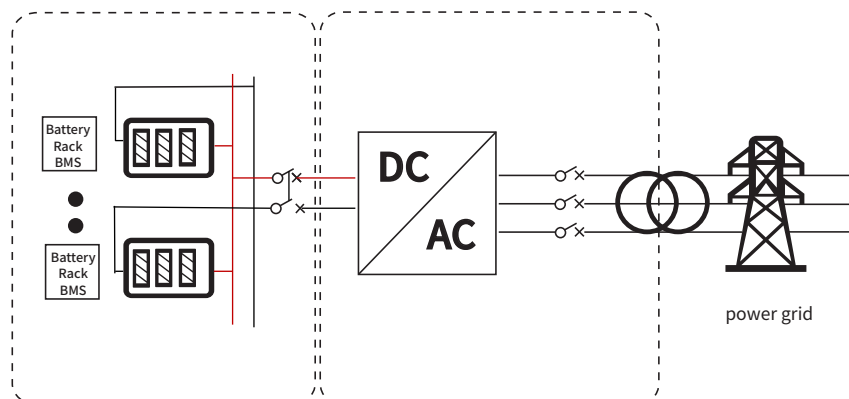 Battery
Rack
BMS
Battery
Rack
BMS
DC
AC
power grid